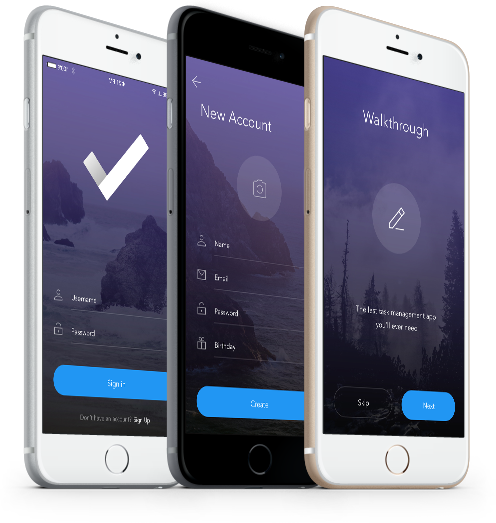 Username
Password
Sign in
Don't have an account? Sign Up
New Account
Name
Email
Password
Birthday
Create
Walkthrough
The last task management app
you'll ever need
Skip
Next